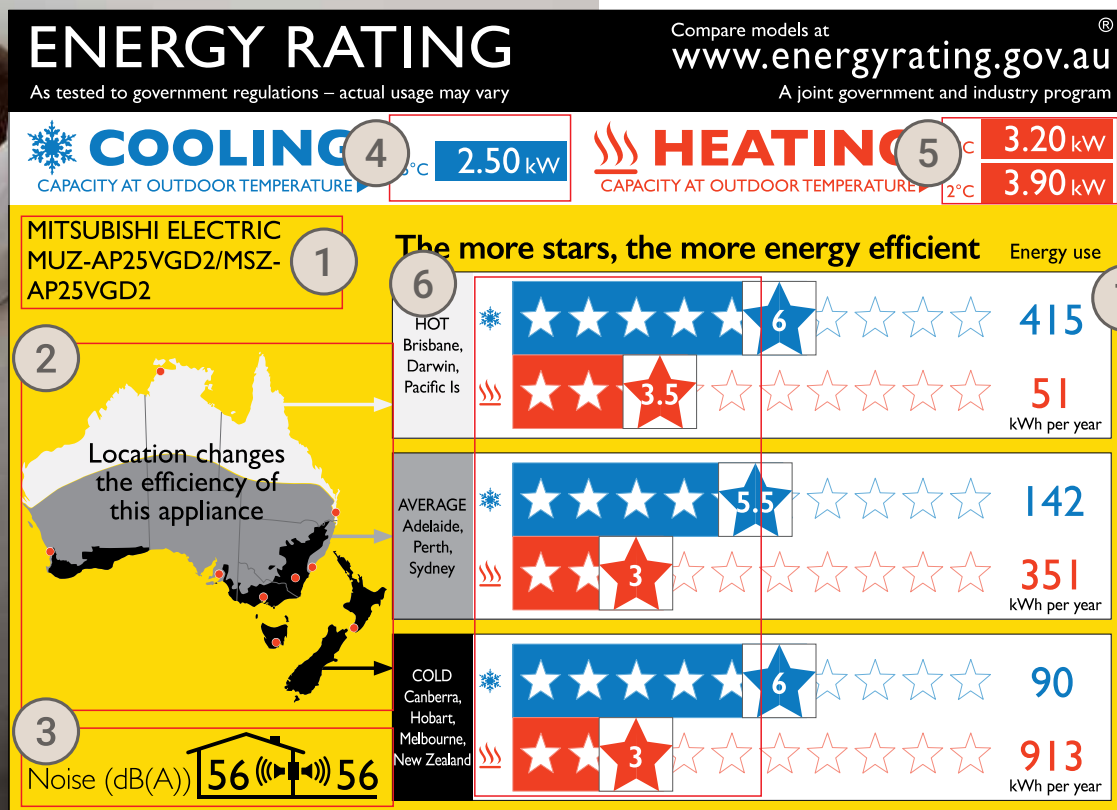 ENERGY RATING
As tested to government regulations – actual usage may vary
Compare models at
www.energyrating.gov.au
®
A joint government and industry program
COOLING
CAPACITY AT OUTDOOR TEMPERATURE
4
°C 2.50 kW
HEATING
CAPACITY AT OUTDOOR TEMPERATURE
5
°C 3.20 kW
2°C 3.90 kW
MITSUBISHI ELECTRIC
MUZ-AP25VGD2/MSZ-
AP25VGD2
1
The more stars, the more energy efficient
Energy use
6
HOT
Brisbane,
Darwin,
Pacific Is
6
415
3.5
51
kWh per year
2
Location changes
the efficiency of
this appliance
AVERAGE
Adelaide,
Perth,
Sydney
5.5
142
3
351
kWh per year
COLD
Canberra,
Hobart,
Melbourne,
New Zealand
6
90
3
913
kWh per year
3
Noise (dB(A)) 56 56